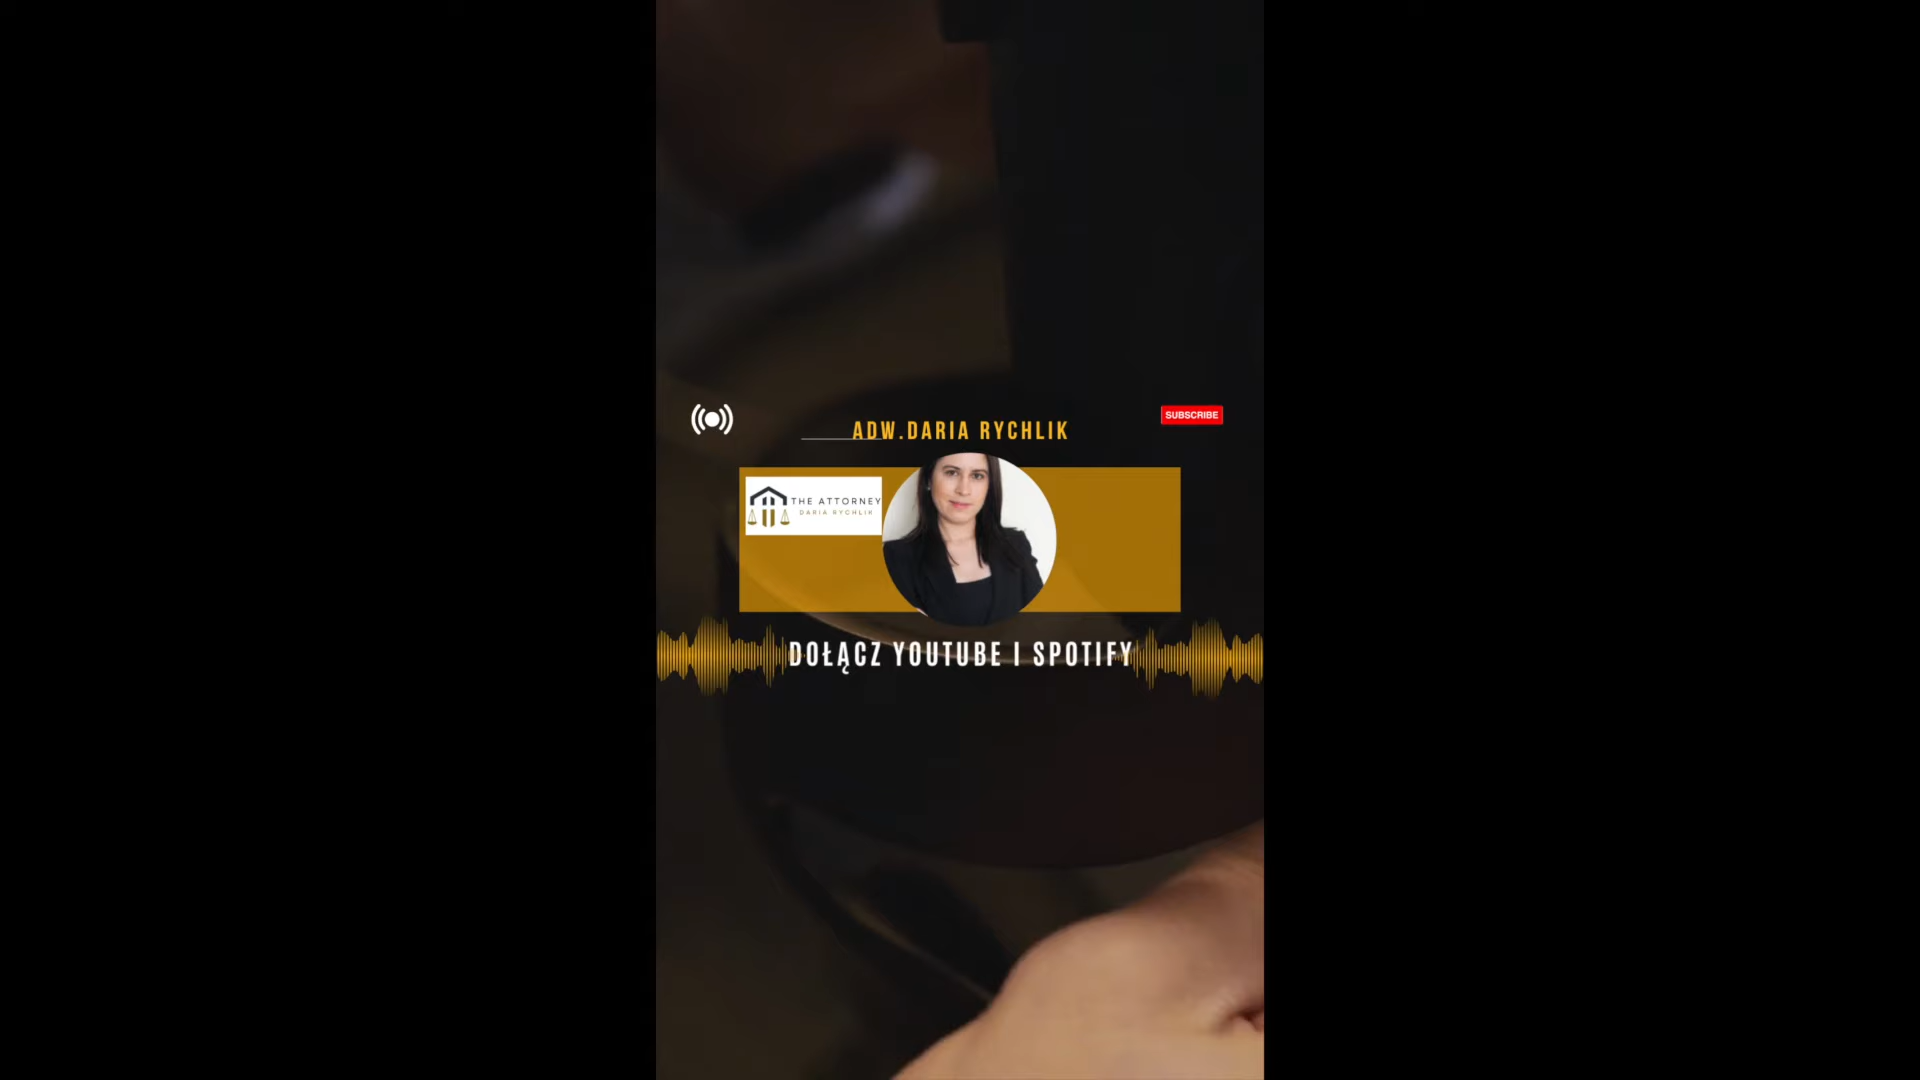 ADW.DARIA RYCHLIK
SUBSCRIBE
THE ATTORNEY
DARIA RYCHLIK
DOŁĄCZ YOUTUBE I SPOTIFY